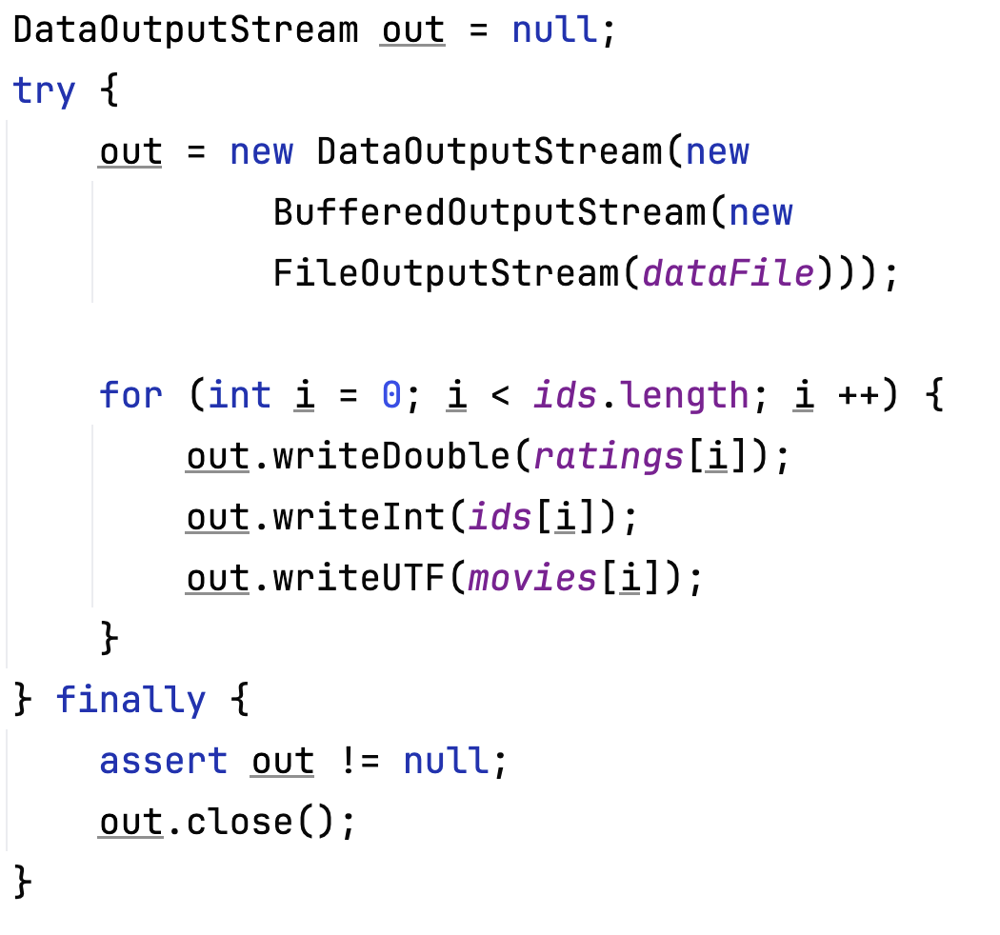 DataOutputStream out = null;
try {
    out = new DataOutputStream(new
            BufferedOutputStream(new
            FileOutputStream(dataFile)));

    for (int i = 0; i < ids.length; i ++) {
        out.writeDouble(ratings[i]);
        out.writeInt(ids[i]);
        out.writeUTF(movies[i]);
    }
} finally {
    assert out != null;
    out.close();
}